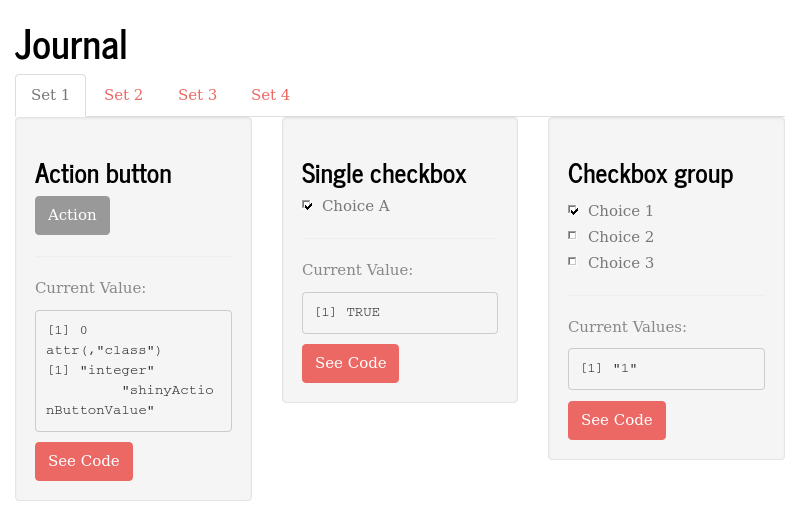 Journal
Set 1
Set 2
Set 3
Set 4
Action button
Action
Current Value:
[1] 0
attr(,"class")
[1] "integer"
"shinyActio
nButtonValue"
See Code
Single checkbox
Choice A
Current Value:
[1] TRUE
See Code
Checkbox group
Choice 1
Choice 2
Choice 3
Current Values:
[1] "1"
See Code